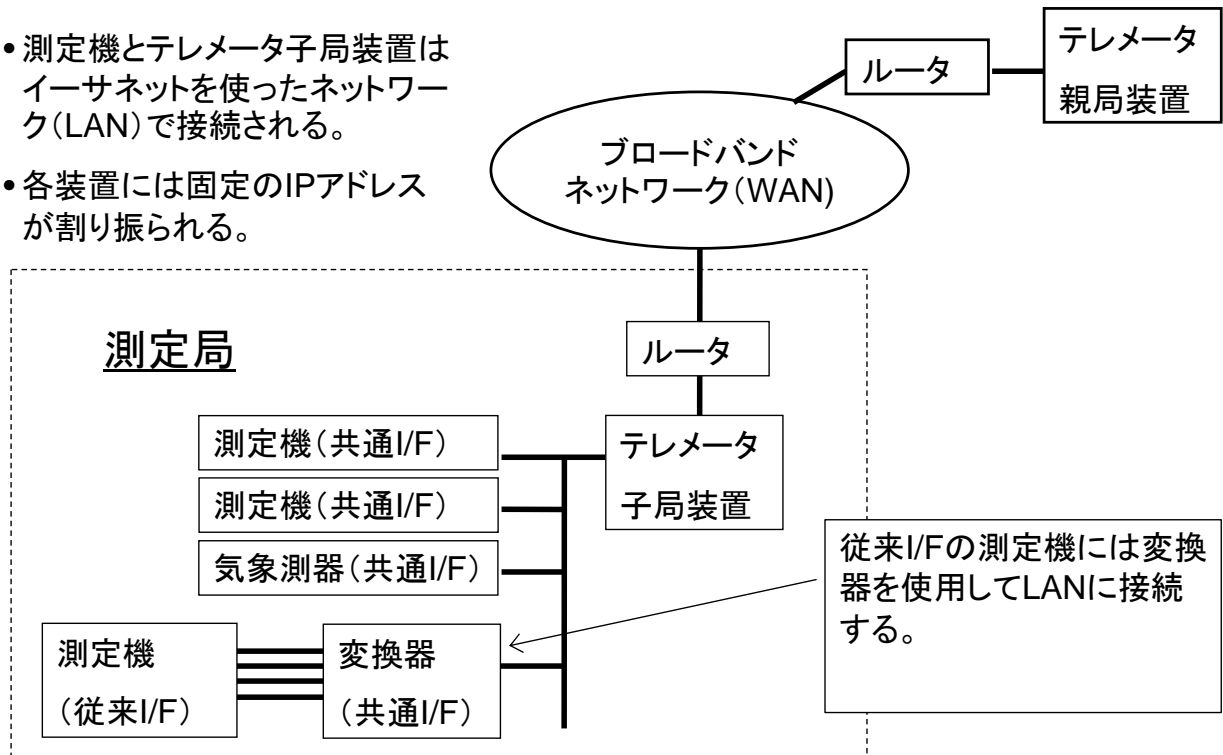 •測定機とテレメータ子局装置は
イーサネットを使ったネットワー
ク(LAN)で接続される。
•各装置には固定のIPアドレス
が割り振られる。
ルータ
テレメータ
親局装置
ブロードバンド
ネットワーク(WAN)
測定局
ルータ
測定機(共通I/F)
測定機(共通I/F)
気象測器(共通I/F)
テレメータ
子局装置
測定機
(従来I/F)
変換器
(共通I/F)
従来I/Fの測定機には変換
器を使用してLANに接続
する。